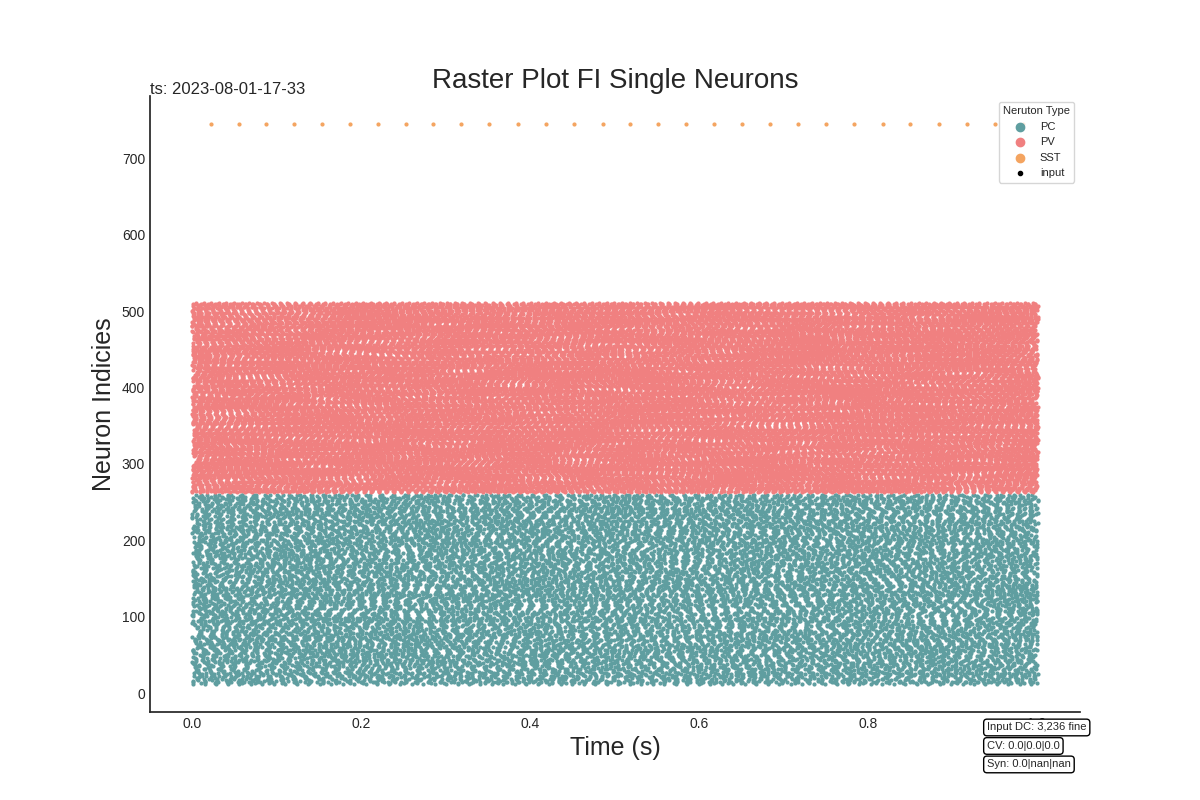 Raster Plot FI Single Neurons
ts: 2023-08-01-17-33
Neruton Type
PC
PV
SST
input
700
600
500
400
300
200
100
0
Neuron Indicies
0.0 0.2 0.4 0.6 0.8
Time (s)
Input DC: 3,236 fine
CV: 0.0|0.0|0.0
Syn: 0.0|nan|nan